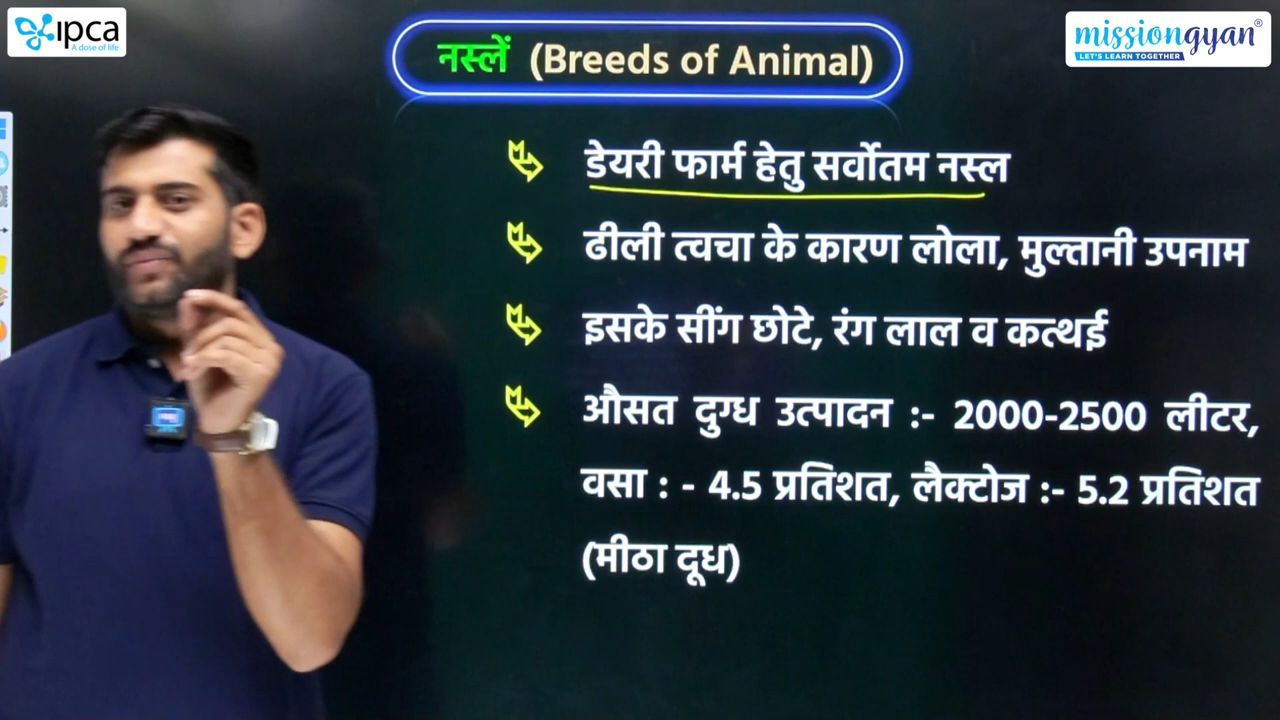 ipca
A dose of life
नस्लें (Breeds of Animal)
missiongyan®
LET'S LEARN TOGETHER
डेयरी फार्म हेतु सर्वोतम नस्ल
ढीली त्वचा के कारण लोला, मुल्तानी उपनाम
इसके सींग छोटे, रंग लाल व कत्थई
औसत दुग्ध उत्पादन :- 2000-2500 लीटर,
वसा : - 4.5 प्रतिशत, लैक्टोज :- 5.2 प्रतिशत
(मीठा दूध)